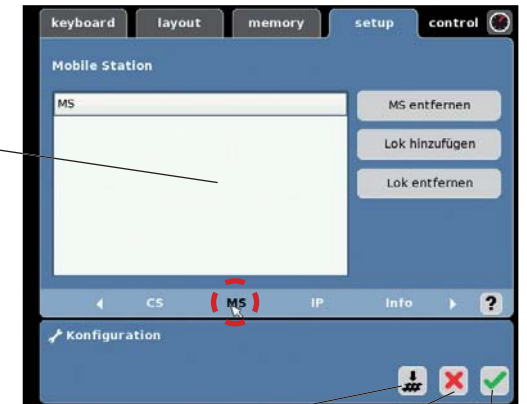 keyboard layout memory setup control
Mobile Station
MS
MS entfernen
Lok hinzufügen
Lok entfernen
CS MS IP Info ?
Konfiguration